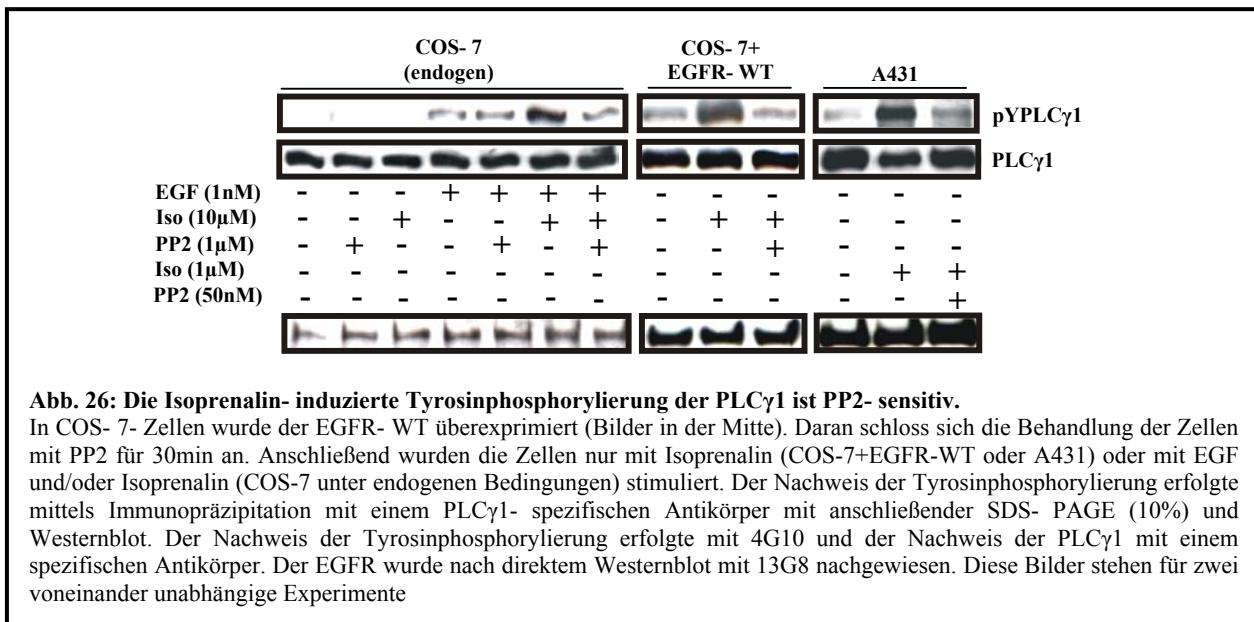 COS- 7
(endogen)
COS- 7+
EGFR- WT
A431
pYPLCγ1
PLCγ1
EGF (1nM) - - - + + + + - - - - - -
Iso (10µM) - - + - - + + - + + - - -
PP2 (1µM) - + - - + - + - - + - - -
Iso (1µM) - - - - - - - - - - - + +
PP2 (50nM) - - - - - - - - - - - - +
Abb. 26: Die Isoprenalin- induzierte Tyrosinphosphorylierung der PLCγ1 ist PP2- sensitiv.
In COS- 7- Zellen wurde der EGFR- WT überexprimiert (Bilder in der Mitte). Daran schloss sich die Behandlung der Zellen
mit PP2 für 30min an. Anschließend wurden die Zellen nur mit Isoprenalin (COS-7+EGFR-WT oder A431) oder mit EGF
und/oder Isoprenalin (COS-7 unter endogenen Bedingungen) stimuliert. Der Nachweis der Tyrosinphosphorylierung erfolgte
mittels Immunopräzipitation mit einem PLCγ1- spezifischen Antikörper mit anschließender SDS- PAGE (10%) und
Westernblot. Der Nachweis der Tyrosinphosphorylierung erfolgte mit 4G10 und der Nachweis der PLCγ1 mit einem
spezifischen Antikörper. Der EGFR wurde nach direktem Westernblot mit 13G8 nachgewiesen. Diese Bilder stehen für zwei
voneinander unabhängige Experimente